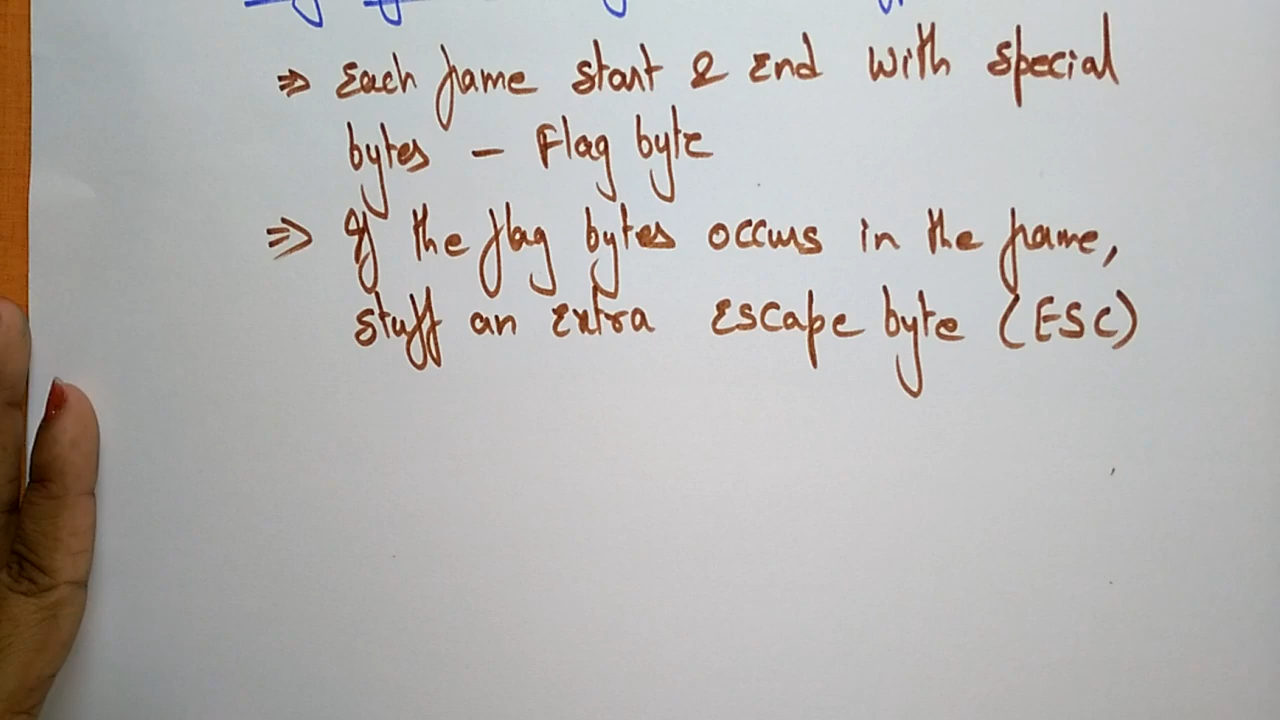 ⇒ Each frame start & End with special
bytes - Flag byte
⇒ If the flag bytes occurs in the frame,
stuff an Extra Escape byte (ESC)